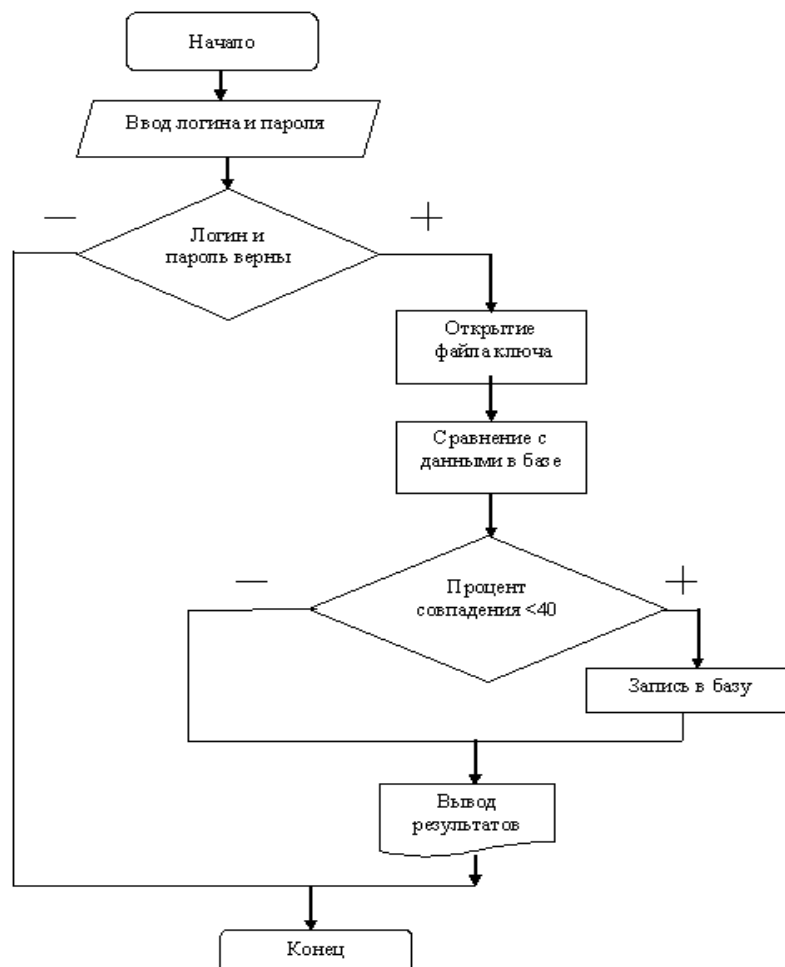 Начало
Ввод логина и пароля
—
+
Логин и
пароль верны
Открытие
файла ключа
Сравнение с
данными в базе
—
+
Процент
совпадения <40
Запись в базу
Вывод
результатов
Конец